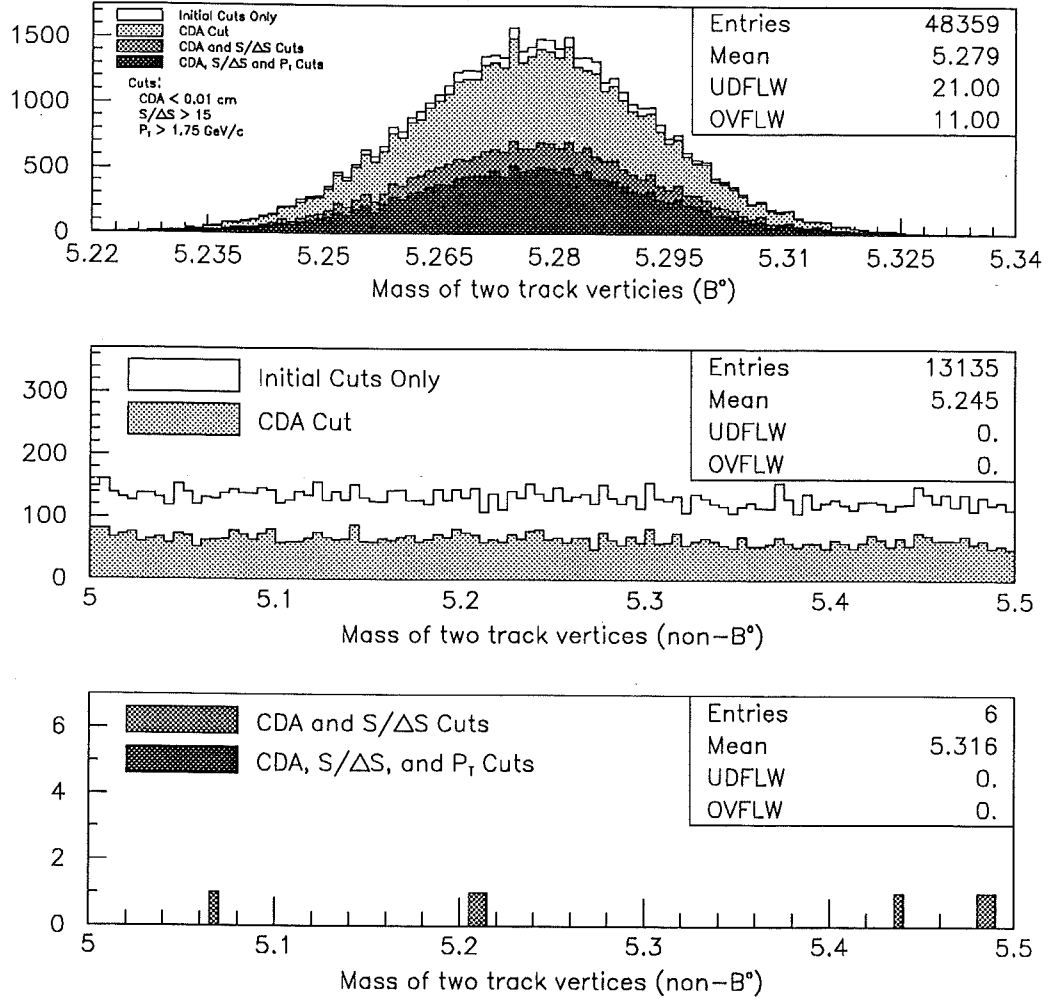 Initial Cuts Only
CDA Cut
CDA and S/ΔS Cuts
CDA, S/ΔS and P_T Cuts
Cuts:
CDA < 0.01 cm
S/ΔS > 15
P_T > 1.75 GeV/c
Entries 48359
Mean 5.279
UDFLW 21.00
OVFLW 11.00
1500
1000
500
0
5.22 5.235 5.25 5.265 5.28 5.295 5.31 5.325 5.34
Mass of two track verticies (B°)
Initial Cuts Only
CDA Cut
Entries 13135
Mean 5.245
UDFLW 0.
OVFLW 0.
300
200
100
0
5 5.1 5.2 5.3 5.4 5.5
Mass of two track vertices (non-B°)
CDA and S/ΔS Cuts
CDA, S/ΔS, and P_T Cuts
Entries 6
Mean 5.316
UDFLW 0.
OVFLW 0.
6
4
2
0
5 5.1 5.2 5.3 5.4 5.5
Mass of two track vertices (non-B°)